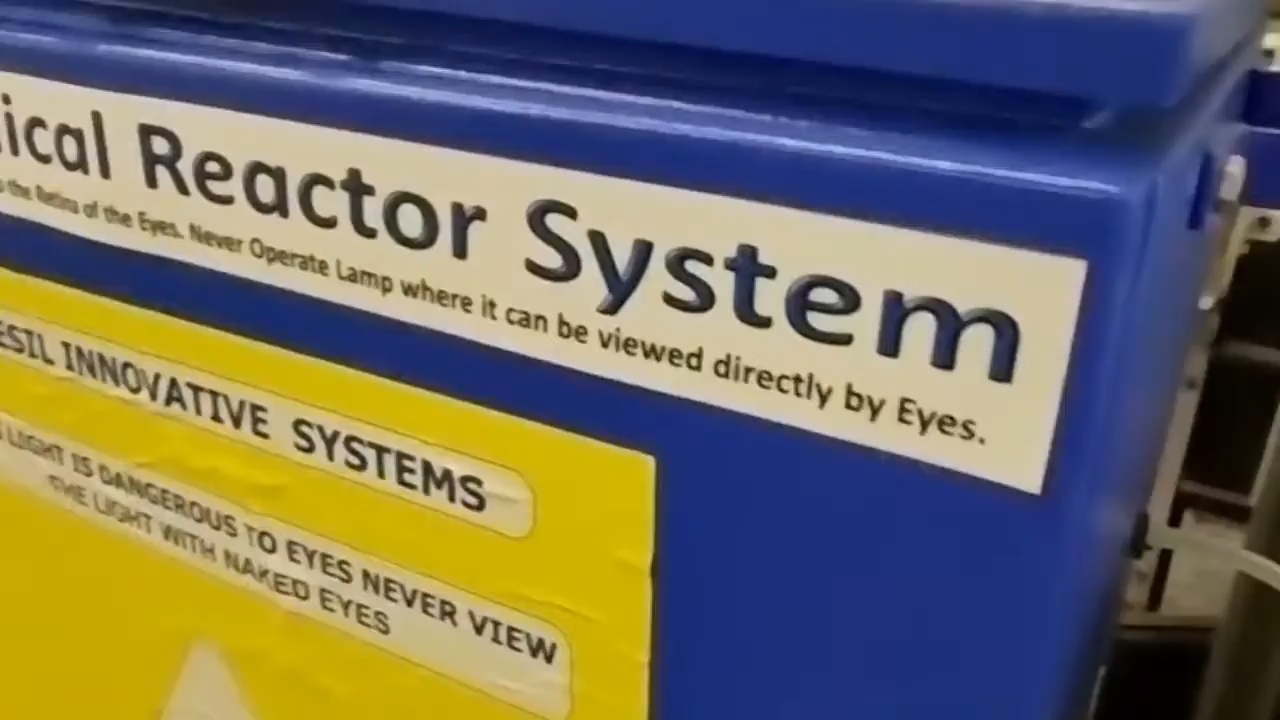 ical Reactor System
the Retina of the Eyes. Never Operate Lamp where it can be viewed directly by Eyes.
ESIL INNOVATIVE SYSTEMS
LIGHT IS DANGEROUS TO EYES NEVER VIEW
THE LIGHT WITH NAKED EYES